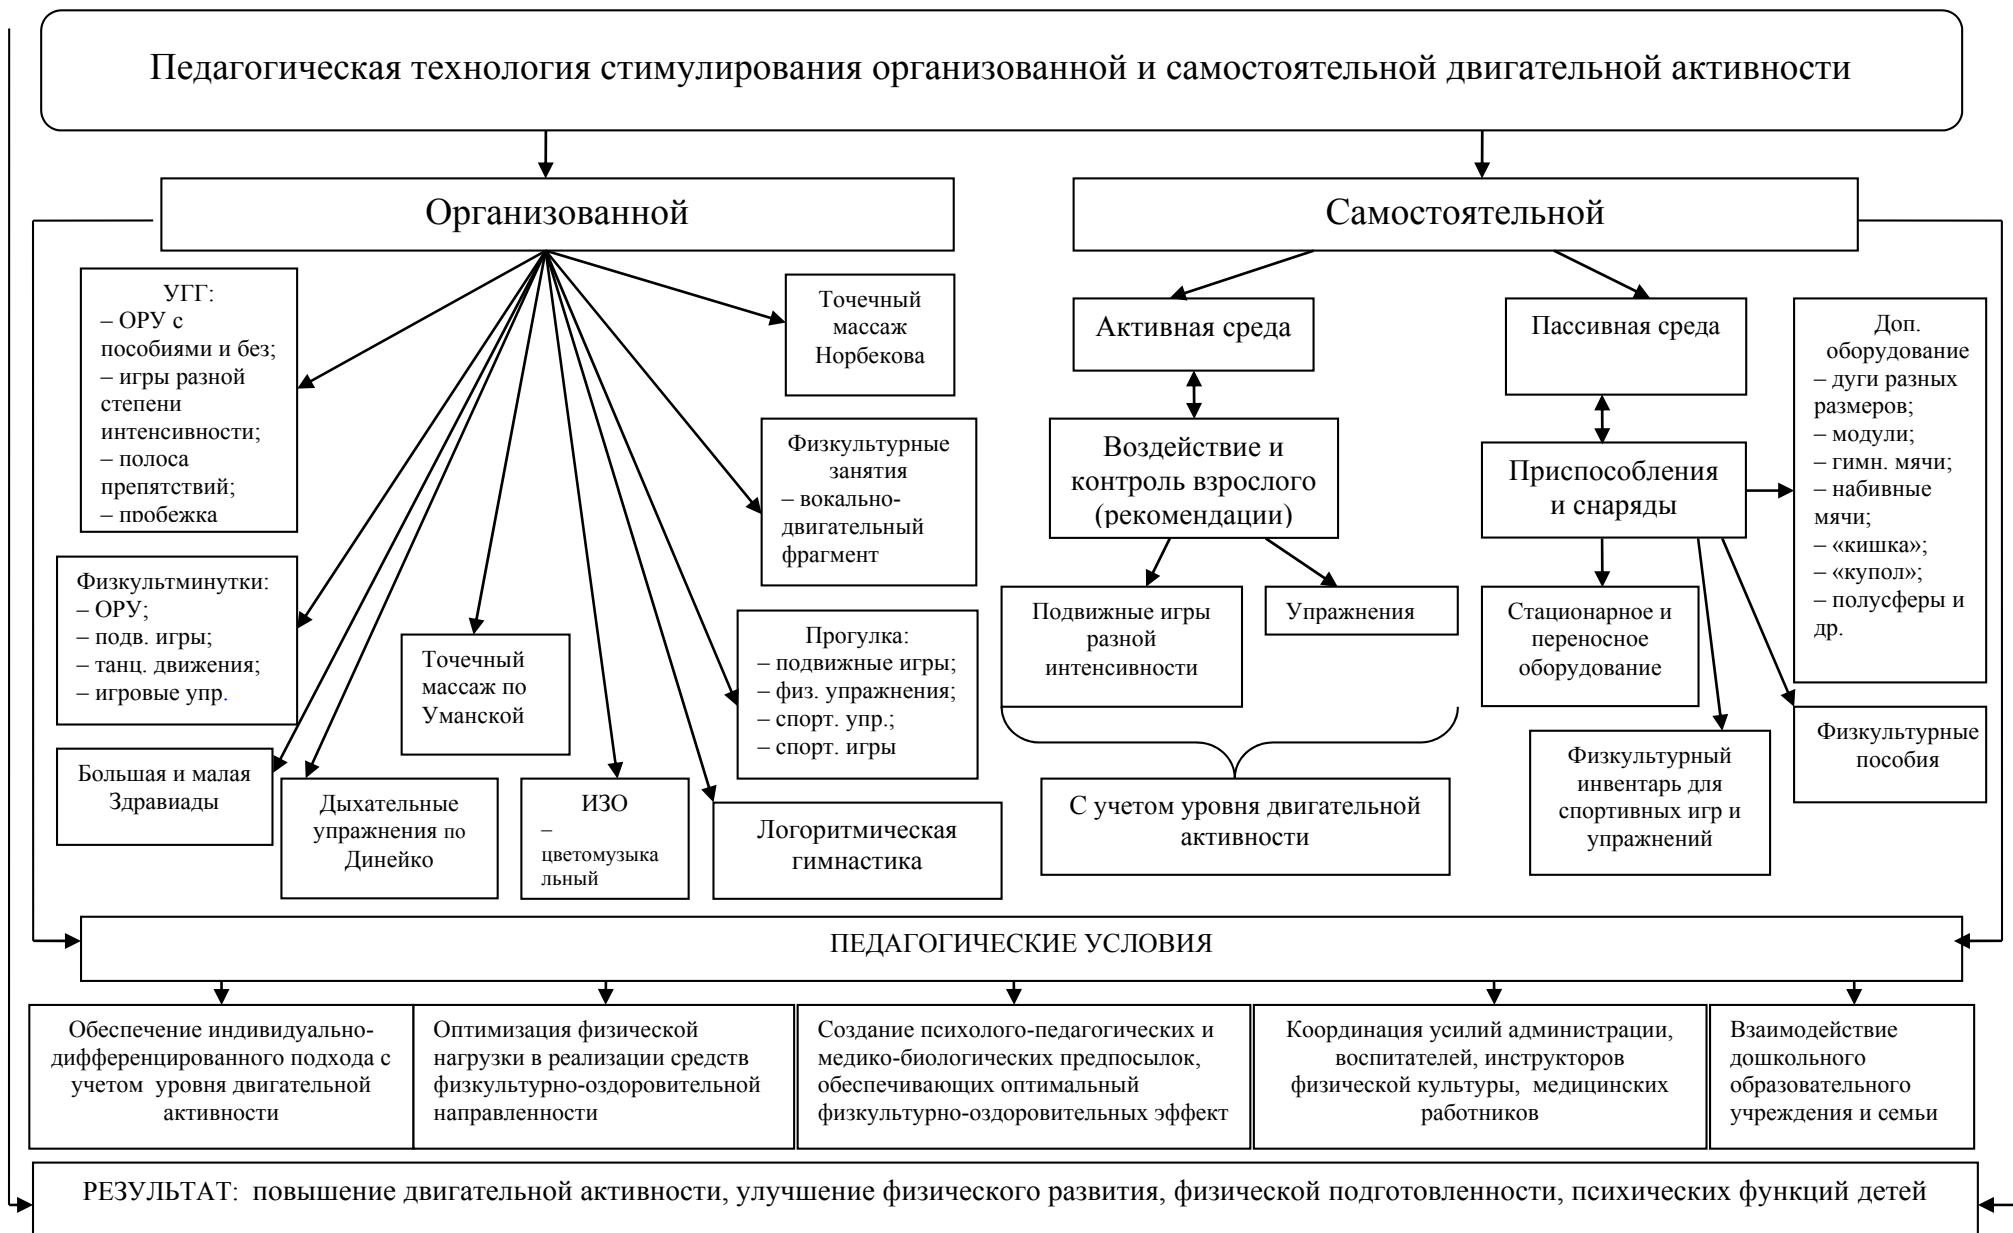 Педагогическая технология стимулирования организованной и самостоятельной двигательной активности
Организованной
Самостоятельной
УГГ:
– ОРУ с
пособиями и без;
– игры разной
степени
интенсивности;
– полоса
препятствий;
– пробежка
Точечный
массаж
Норбекова
Активная среда
Пассивная среда
Доп.
оборудование
– дуги разных
размеров;
– модули;
– гимн. мячи;
– набивные
мячи;
– «кишка»;
– «купол»;
– полусферы и
др.
Физкультурные
занятия
– вокально-
двигательный
фрагмент
Воздействие и
контроль взрослого
(рекомендации)
Приспособления
и снаряды
Физкультминутки:
– ОРУ;
– подв. игры;
– танц. движения;
– игровые упр.
Точечный
массаж по
Уманской
Прогулка:
– подвижные игры;
– физ. упражнения;
– спорт. упр.;
– спорт. игры
Подвижные игры
разной
интенсивности
Упражнения
Стационарное и
переносное
оборудование
Физкультурные
пособия
Большая и малая
Здравиады
Дыхательные
упражнения по
Динейко
ИЗО
–
цветомузыка
льный
Логоритмическая
гимнастика
С учетом уровня двигательной
активности
Физкультурный
инвентарь для
спортивных игр и
упражнений
ПЕДАГОГИЧЕСКИЕ УСЛОВИЯ
Обеспечение индивидуально-
дифференцированного подхода с
учетом уровня двигательной
активности
Оптимизация физической
нагрузки в реализации средств
физкультурно-оздоровительной
направленности
Создание психолого-педагогических и
медико-биологических предпосылок,
обеспечивающих оптимальный
физкультурно-оздоровительных эффект
Координация усилий администрации,
воспитателей, инструкторов
физической культуры, медицинских
работников
Взаимодействие
дошкольного
образовательного
учреждения и семьи
РЕЗУЛЬТАТ: повышение двигательной активности, улучшение физического развития, физической подготовленности, психических функций детей